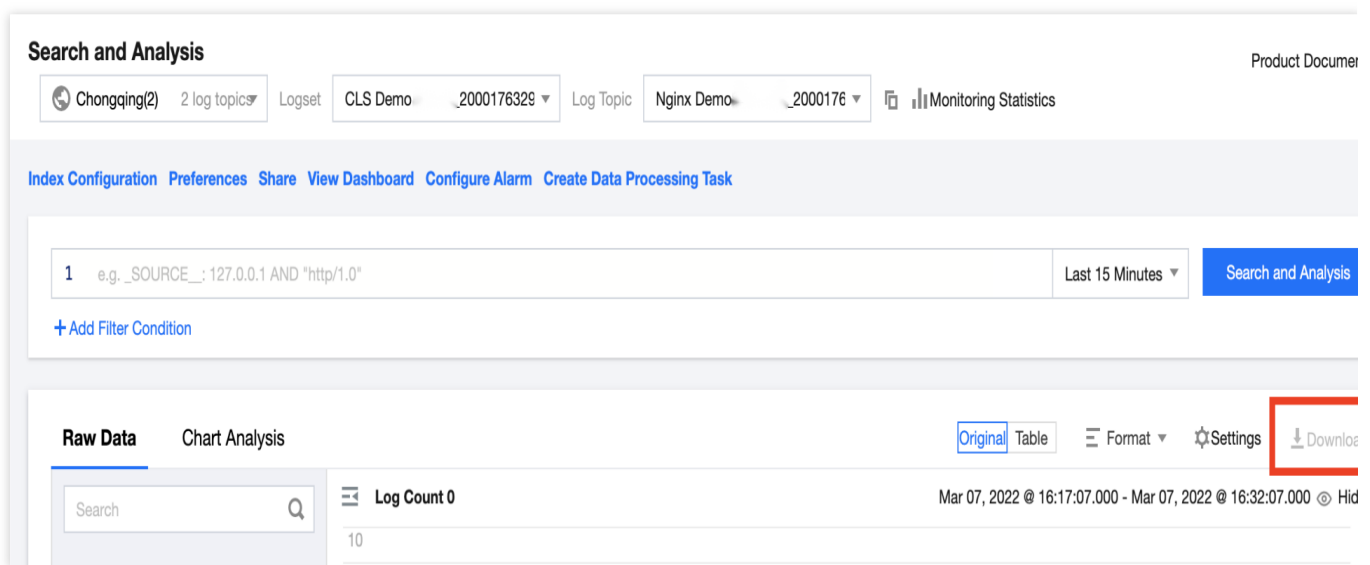 Search and Analysis
Product Documen
Chongqing(2) 2 log topics Logset CLS Demo _2000176329 Log Topic Nginx Demo _2000176 Monitoring Statistics
Index Configuration Preferences Share View Dashboard Configure Alarm Create Data Processing Task
1 e.g. _SOURCE__: 127.0.0.1 AND "http/1.0" Last 15 Minutes Search and Analysis
+Add Filter Condition
Raw Data Chart Analysis Original Table Format Settings Downloa
Search Log Count 0 Mar 07, 2022 @ 16:17:07.000 - Mar 07, 2022 @ 16:32:07.000 Hid
10